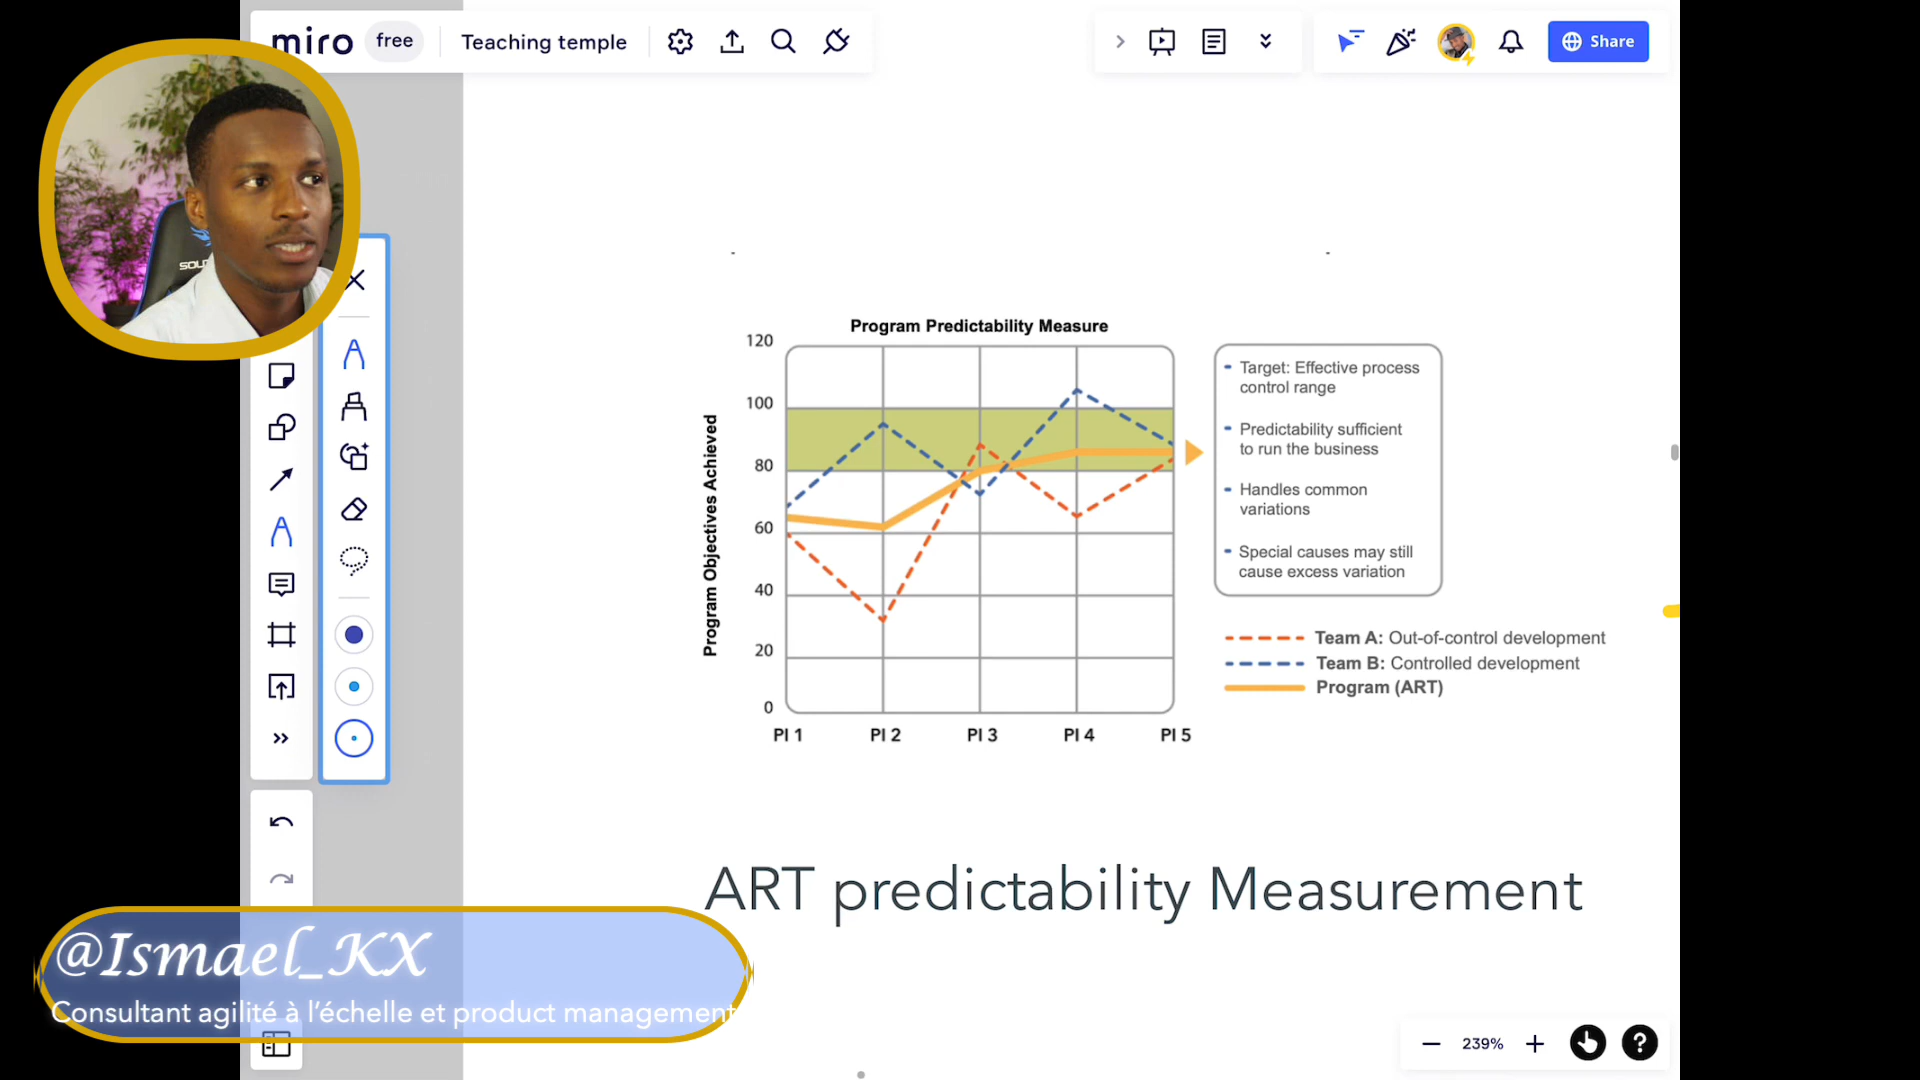 miro
free
Teaching temple
Share
SOU
Program Predictability Measure
Program Objectives Achieved
120
100
80
60
40
20
0
PI 1
PI 2
PI 3
PI 4
PI 5
- Target: Effective process
control range
- Predictability sufficient
to run the business
- Handles common
variations
- Special causes may still
cause excess variation
Team A: Out-of-control development
Team B: Controlled development
Program (ART)
ART predictability Measurement
@Ismael_KX
Consultant agilité à l'échelle et product management
239%